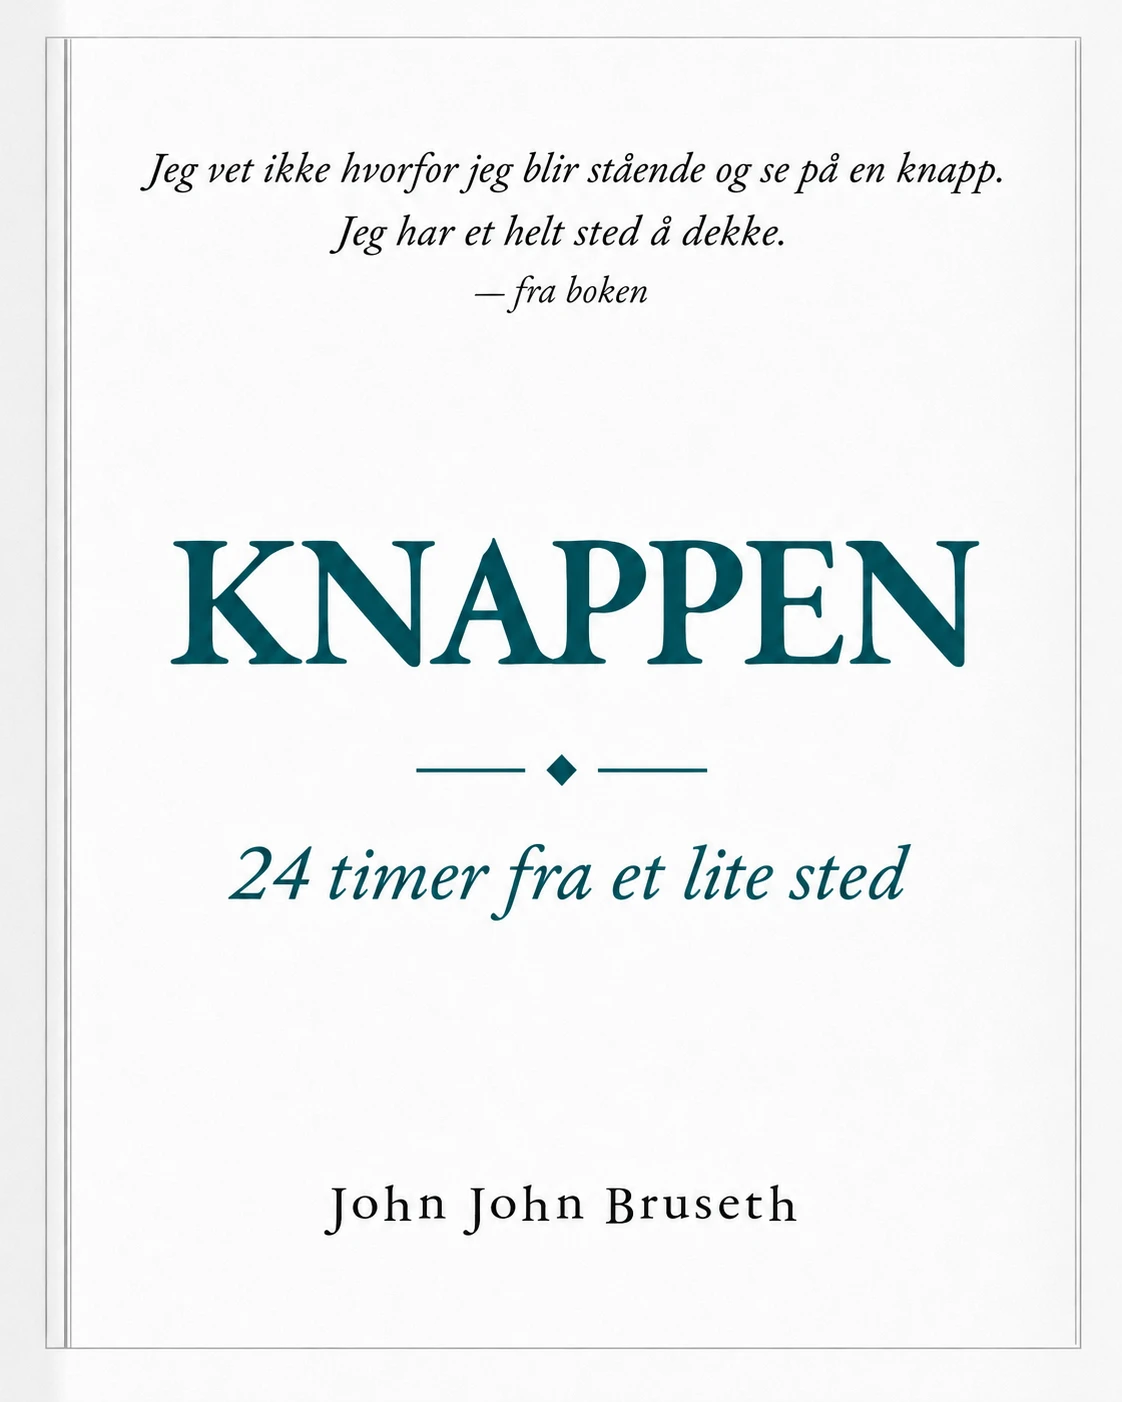 Jeg vet ikke hvorfor jeg blir stående og se på en knapp.
Jeg har et helt sted å dekke.
— fra boken
KNAPPEN
24 timer fra et lite sted
John John Bruseth